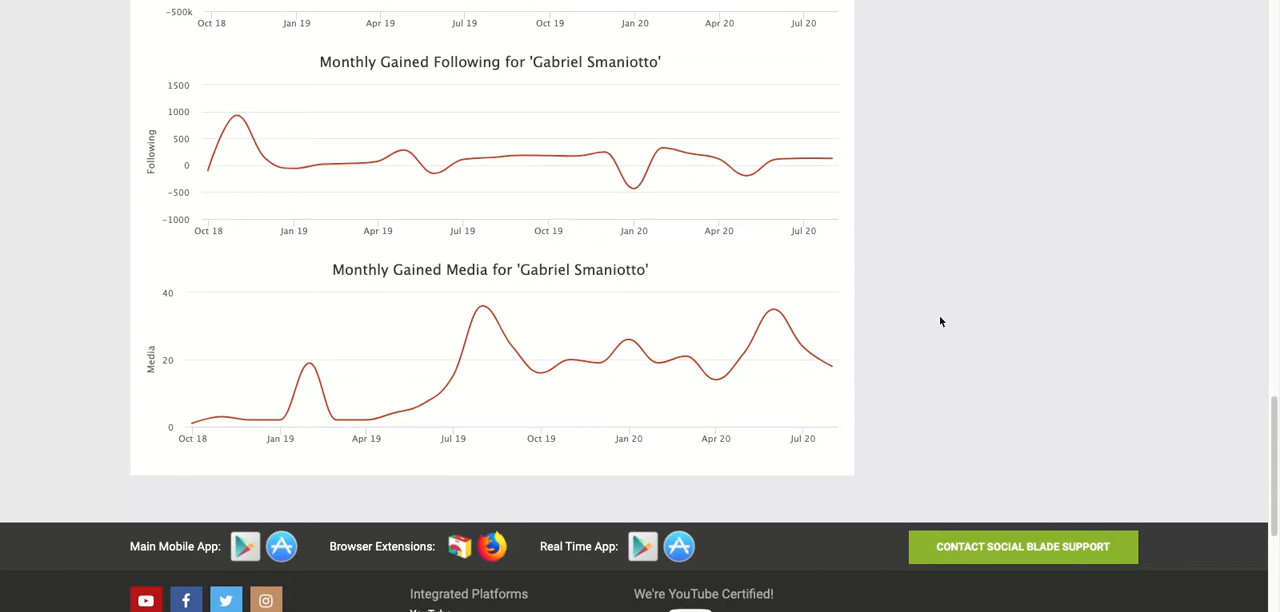 -500k
Oct 18 Jan 19 Apr 19 Jul 19 Oct 19 Jan 20 Apr 20 Jul 20
Monthly Gained Following for 'Gabriel Smaniotto'
1500
1000
500
0
-500
-1000
Following
Oct 18 Jan 19 Apr 19 Jul 19 Oct 19 Jan 20 Apr 20 Jul 20
Monthly Gained Media for 'Gabriel Smaniotto'
40
20
0
Media
Oct 18 Jan 19 Apr 19 Jul 19 Oct 19 Jan 20 Apr 20 Jul 20
Main Mobile App: Browser Extensions: Real Time App: CONTACT SOCIAL BLADE SUPPORT
Integrated Platforms We're YouTube Certified!
YouTube